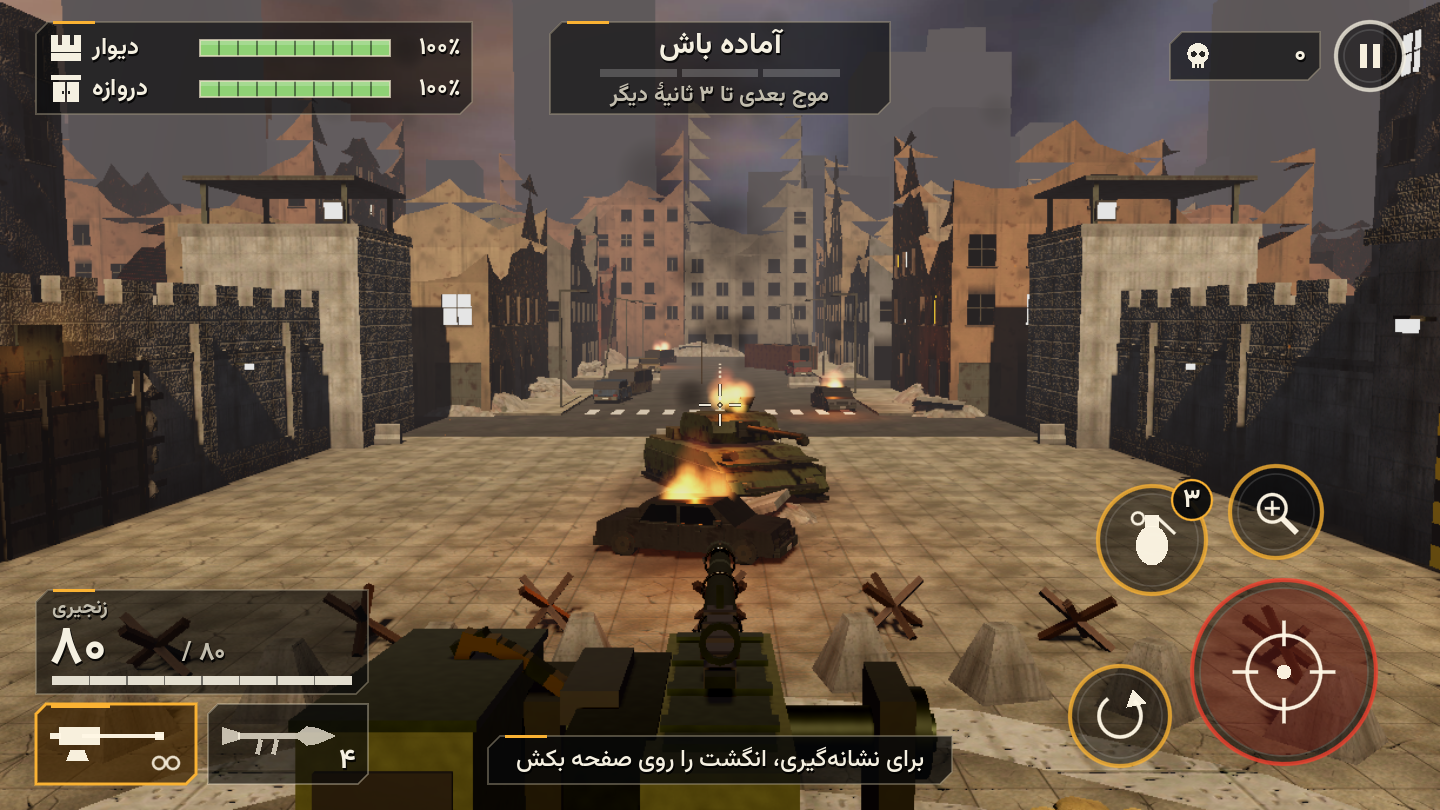 دیوار ۱۰۰٪
دروازه ۱۰۰٪
آماده باش
موج بعدی تا ۳ ثانیهٔ دیگر
۰
۳
زنجیری
۸۰ / ۸۰
∞
۴
برای نشانه‌گیری، انگشت را روی صفحه بکش